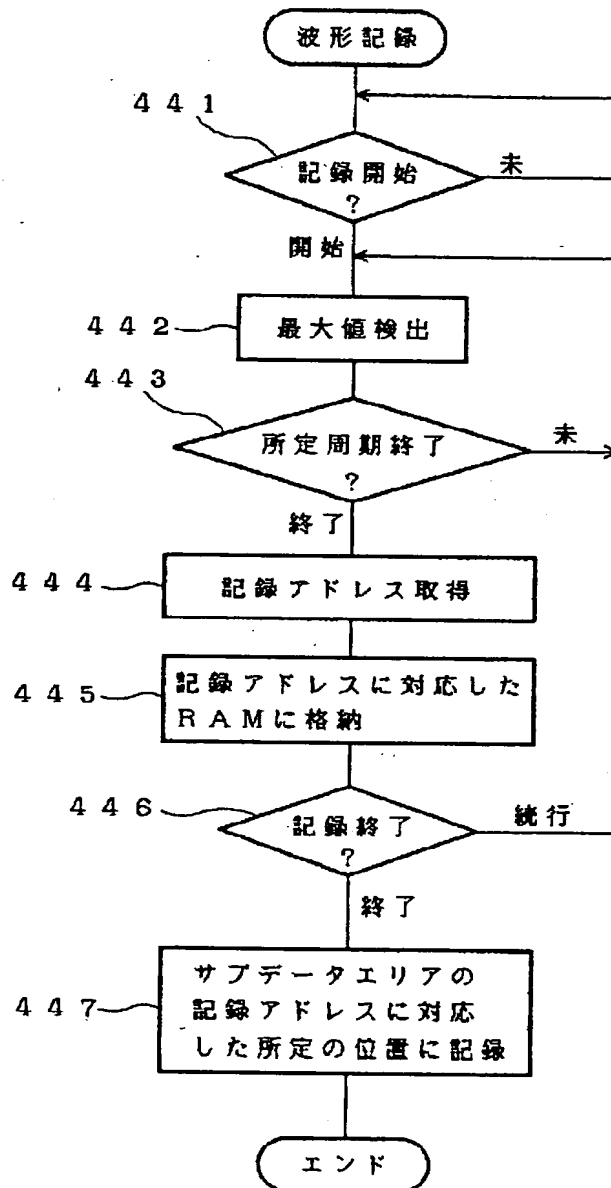 波形記録
441
記録開始
?
未
開始
442
最大値検出
443
所定周期終了
?
未
終了
444
記録アドレス取得
445
記録アドレスに対応した
RAMに格納
446
記録終了
?
続行
終了
447
サブデータエリアの
記録アドレスに対応
した所定の位置に記録
エンド